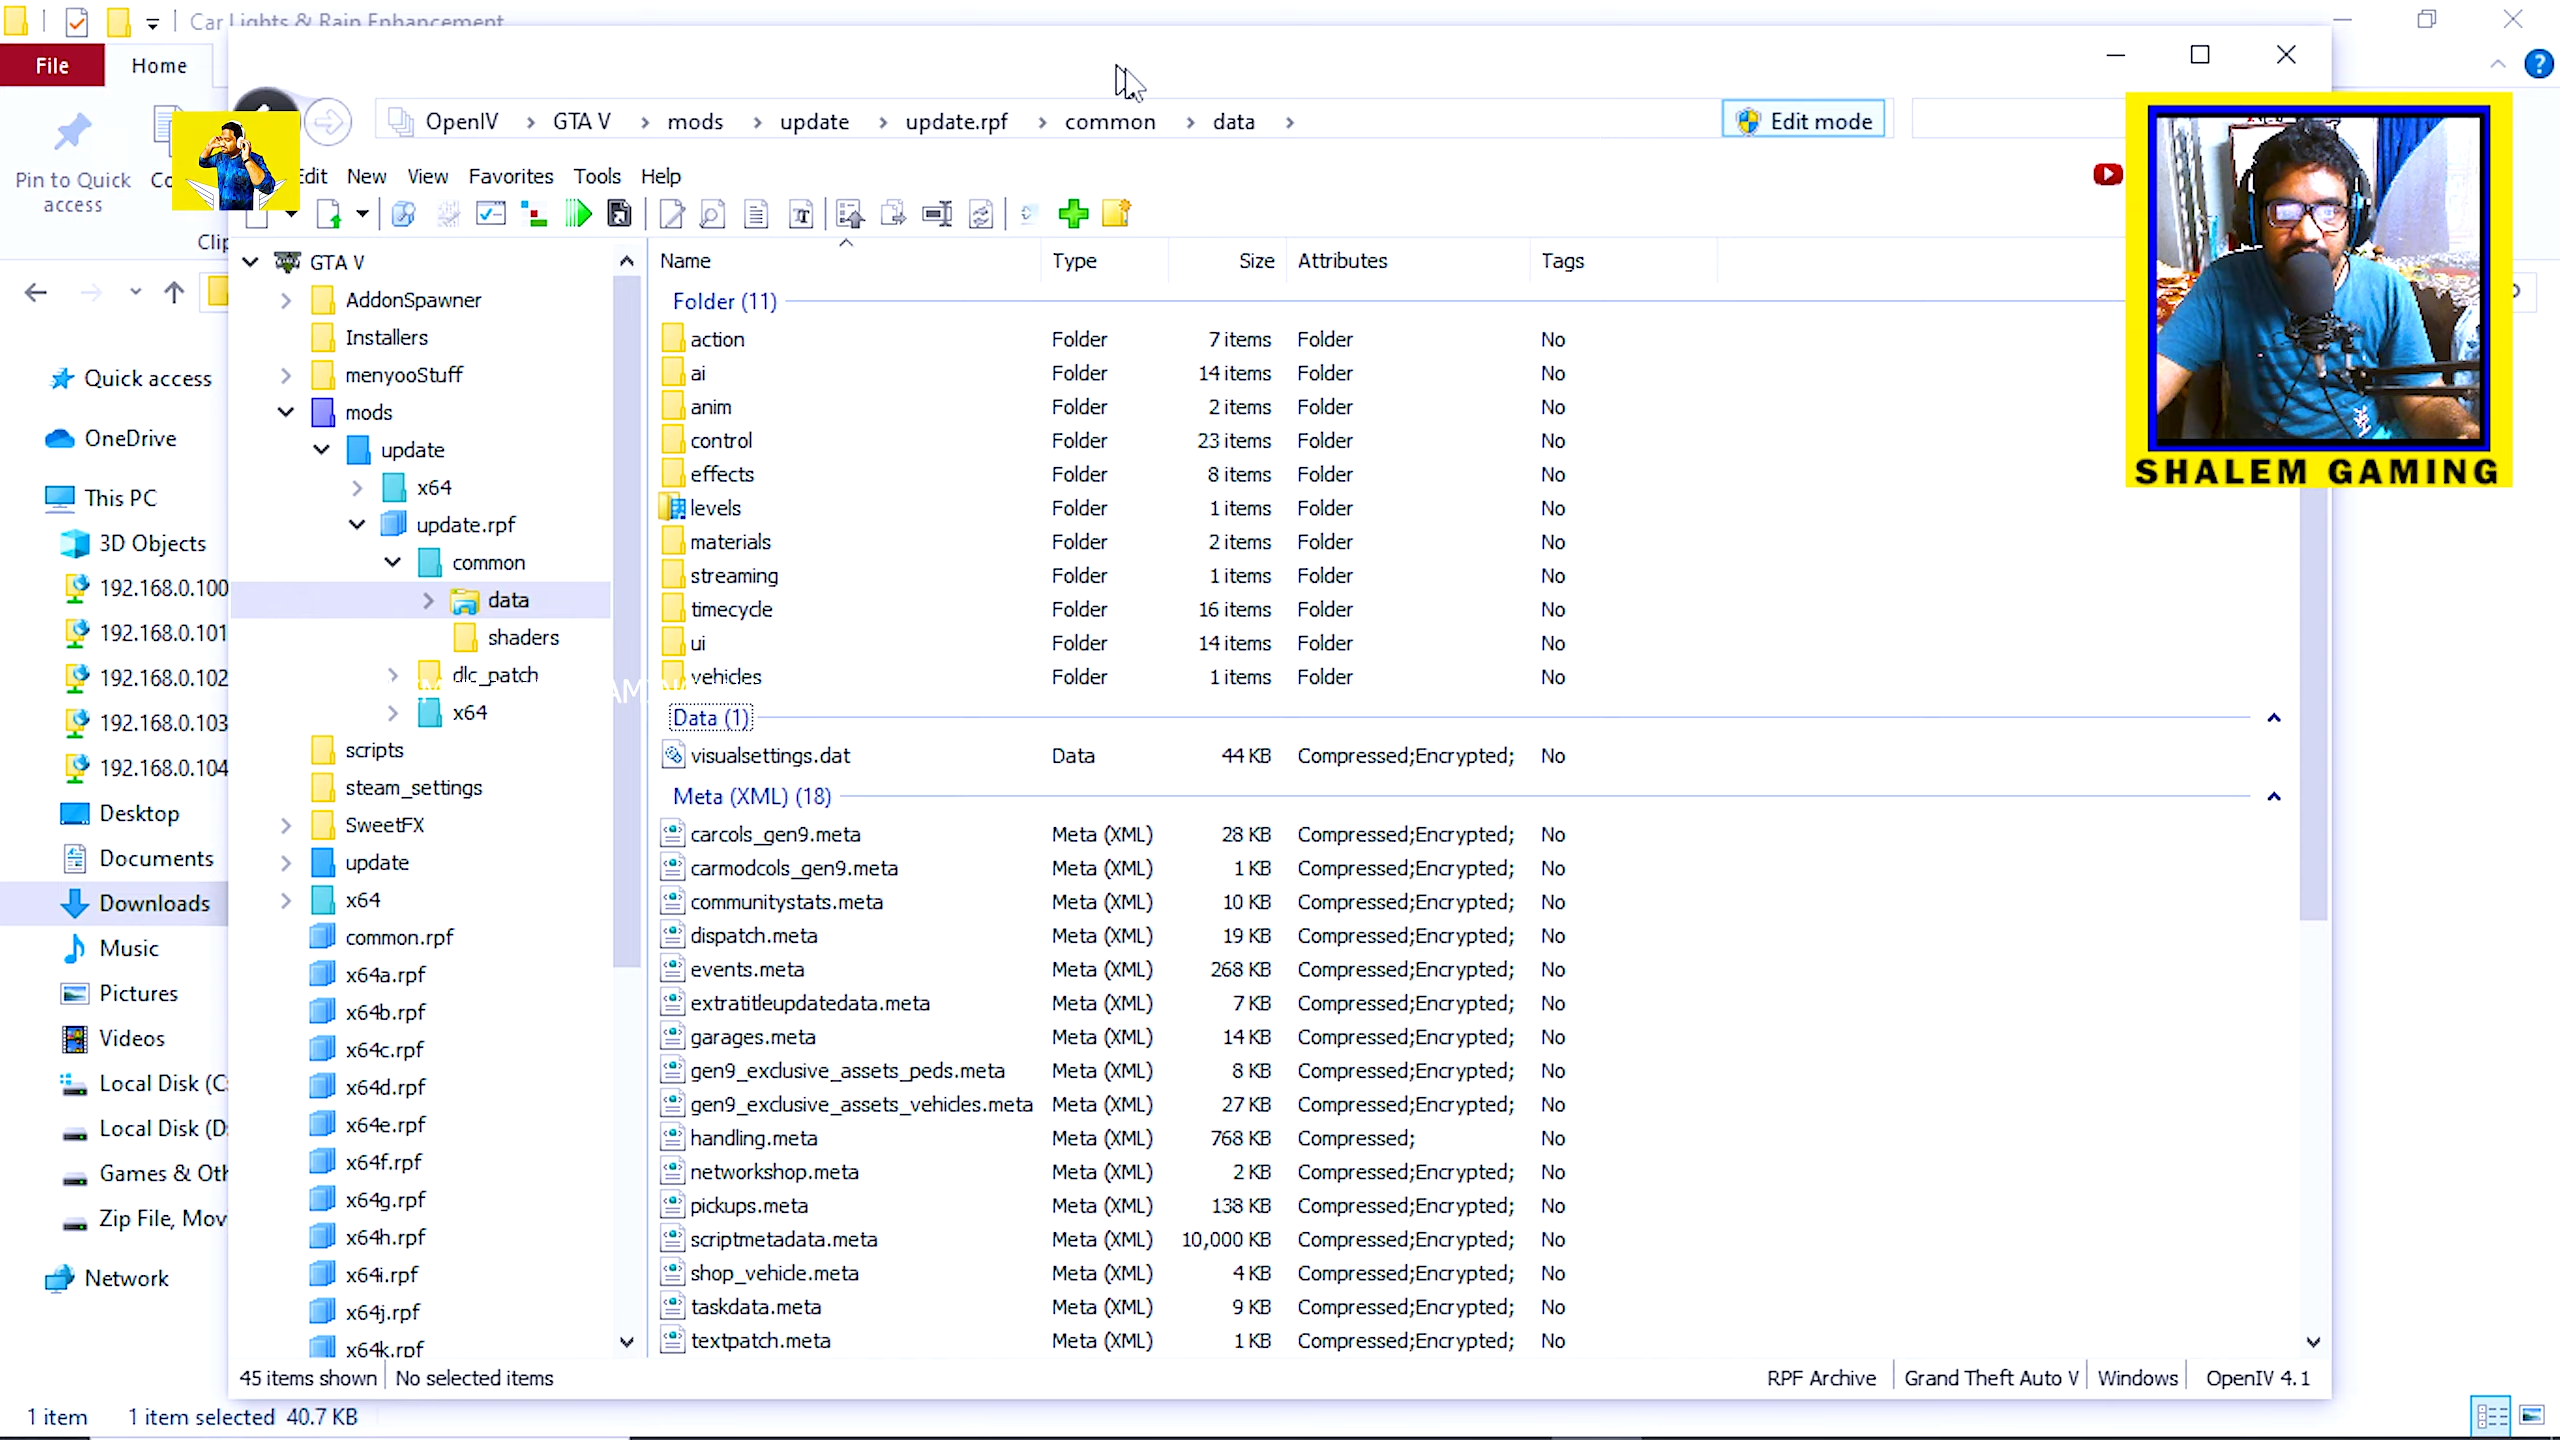 Car Lights & Rain Enhancement
File
Home
Pin to Quick
access
OpenIV
GTA V
mods
update
update.rpf
common
data
Edit mode
Edit
New
View
Favorites
Tools
Help
Quick access
OneDrive
This PC
3D Objects
192.168.0.100
192.168.0.101
192.168.0.102
192.168.0.103
192.168.0.104
Desktop
Documents
Downloads
Music
Pictures
Videos
Local Disk (C:
Local Disk (D:
Games & Oth
Zip File, Mov
Network
GTA V
AddonSpawner
Installers
menyooStuff
mods
update
x64
update.rpf
common
data
shaders
dlc_patch
x64
scripts
steam_settings
SweetFX
update
x64
common.rpf
x64a.rpf
x64b.rpf
x64c.rpf
x64d.rpf
x64e.rpf
x64f.rpf
x64g.rpf
x64h.rpf
x64i.rpf
x64j.rpf
x64k.rpf
Name Type Size Attributes Tags
Folder (11)
action Folder 7 items Folder No
ai Folder 14 items Folder No
anim Folder 2 items Folder No
control Folder 23 items Folder No
effects Folder 8 items Folder No
levels Folder 1 items Folder No
materials Folder 2 items Folder No
streaming Folder 1 items Folder No
timecycle Folder 16 items Folder No
ui Folder 14 items Folder No
vehicles Folder 1 items Folder No
Data (1)
visualsettings.dat Data 44 KB Compressed;Encrypted; No
Meta (XML) (18)
carcols_gen9.meta Meta (XML) 28 KB Compressed;Encrypted; No
carmodcols_gen9.meta Meta (XML) 1 KB Compressed;Encrypted; No
communitystats.meta Meta (XML) 10 KB Compressed;Encrypted; No
dispatch.meta Meta (XML) 19 KB Compressed;Encrypted; No
events.meta Meta (XML) 268 KB Compressed;Encrypted; No
extratitleupdatedata.meta Meta (XML) 7 KB Compressed;Encrypted; No
garages.meta Meta (XML) 14 KB Compressed;Encrypted; No
gen9_exclusive_assets_peds.meta Meta (XML) 8 KB Compressed;Encrypted; No
gen9_exclusive_assets_vehicles.meta Meta (XML) 27 KB Compressed;Encrypted; No
handling.meta Meta (XML) 768 KB Compressed; No
networkshop.meta Meta (XML) 2 KB Compressed;Encrypted; No
pickups.meta Meta (XML) 138 KB Compressed;Encrypted; No
scriptmetadata.meta Meta (XML) 10,000 KB Compressed;Encrypted; No
shop_vehicle.meta Meta (XML) 4 KB Compressed;Encrypted; No
taskdata.meta Meta (XML) 9 KB Compressed;Encrypted; No
textpatch.meta Meta (XML) 1 KB Compressed;Encrypted; No
SHALEM GAMING
45 items shown
No selected items
RPF Archive
Grand Theft Auto V
Windows
OpenIV 4.1
1 item
1 item selected 40.7 KB